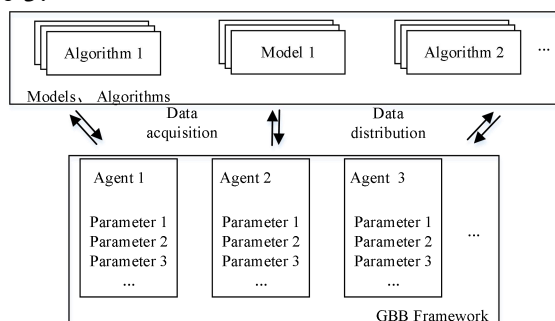 Algorithm 1
Model 1
Algorithm 2
...
Models、 Algorithms
Data
acquisition
Data
distribution
Agent 1
Parameter 1
Parameter 2
Parameter 3
...
Agent 2
Parameter 1
Parameter 2
Parameter 3
...
Agent 3
Parameter 1
Parameter 2
Parameter 3
...
...
GBB Framework